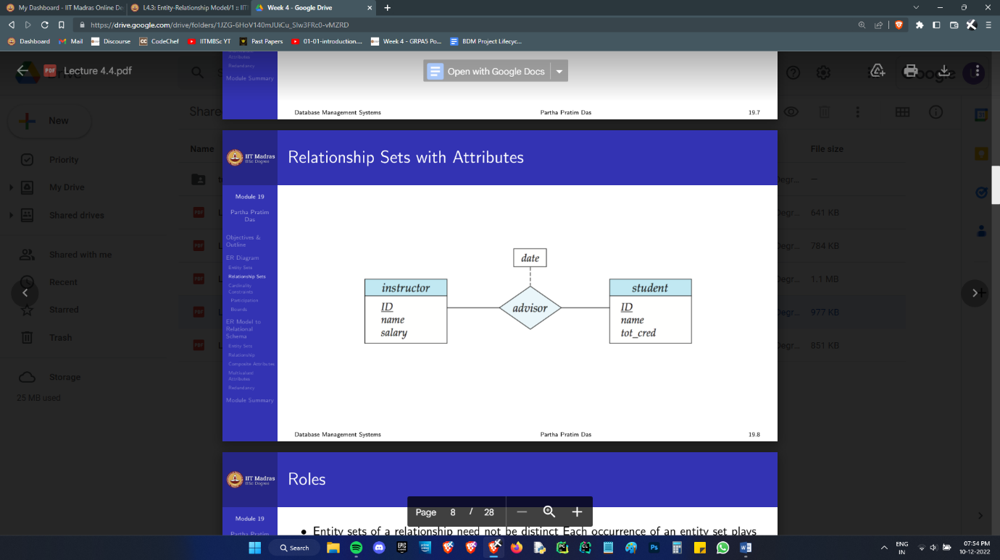 My Dashboard - IIT Madras Online De
L4.3: Entity-Relationship Model/1 :: IIT
Week 4 - Google Drive
https://drive.google.com/drive/folders/1JZG-6HoV140mJUiCu_Slw3FRc0-vMZRD
Dashboard
Mail
Discourse
CodeChef
IITMBSc YT
Past Papers
01-01-introduction....
Week 4 - GRPA5 Po...
BDM Project Lifecyc...
Lecture 4.4.pdf
Open with Google Docs
Attributes
Redundancy
Module Summary
Database Management Systems
Partha Pratim Das
19.7
New
Priority
My Drive
Shared drives
Shared with me
Recent
Starred
Trash
Storage
25 MB used
Share
Name
File size
—
641 KB
784 KB
1.1 MB
977 KB
851 KB
IIT Madras
BSc Degree
Relationship Sets with Attributes
Module 19
Partha Pratim
Das
Objectives &
Outline
ER Diagram
Entity Sets
Relationship Sets
Cardinality
Constraints
Participation
Bounds
ER Model to
Relational
Schema
Entity Sets
Relationship
Composite Attributes
Multivalued
Attributes
Redundancy
Module Summary
date
instructor
ID
name
salary
advisor
student
ID
name
tot_cred
Database Management Systems
Partha Pratim Das
19.8
IIT Madras
BSc Degree
Roles
Module 19
Partha Pratim
Page 8 / 28
• Entity sets of a relationship need not be distinct Each occurrence of an entity set plays
Search
ENG
IN
07:54 PM
10-12-2022